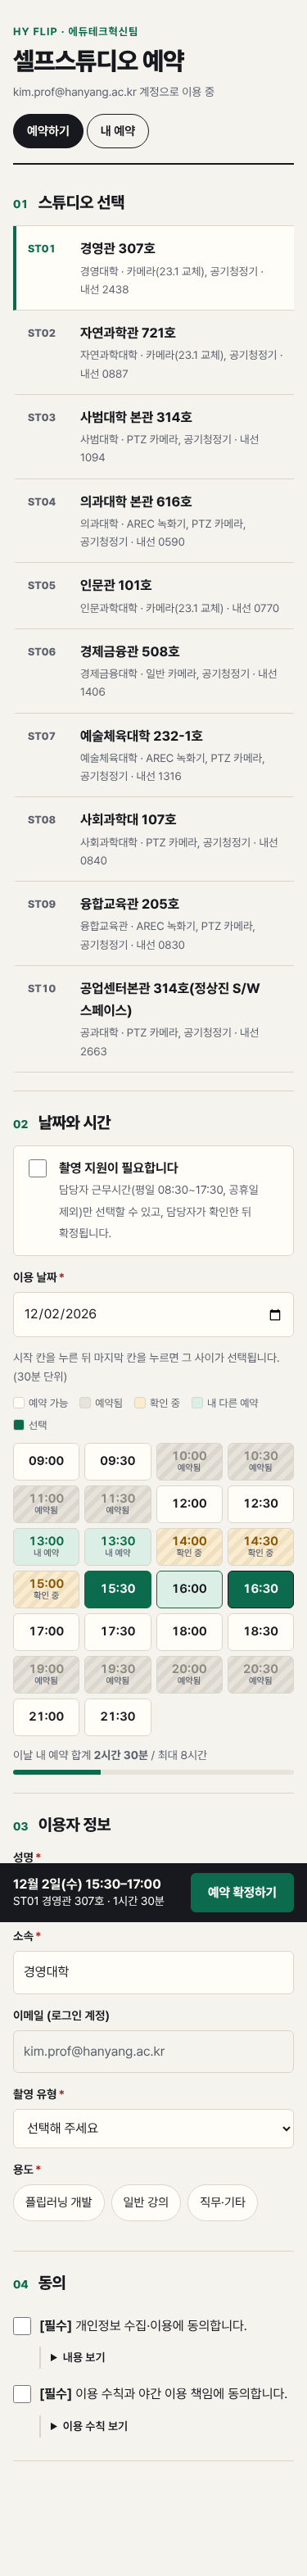 HY FLIP · 에듀테크혁신팀
셀프스튜디오 예약
kim.prof@hanyang.ac.kr 계정으로 이용 중
예약하기 내 예약
01 스튜디오 선택
ST01 경영관 307호
경영대학 · 카메라(23.1 교체), 공기청정기 ·
내선 2438
ST02 자연과학관 721호
자연과학대학 · 카메라(23.1 교체), 공기청정기 ·
내선 0887
ST03 사범대학 본관 314호
사범대학 · PTZ 카메라, 공기청정기 · 내선
1094
ST04 의과대학 본관 616호
의과대학 · AREC 녹화기, PTZ 카메라,
공기청정기 · 내선 0590
ST05 인문관 101호
인문과학대학 · 카메라(23.1 교체) · 내선 0770
ST06 경제금융관 508호
경제금융대학 · 일반 카메라, 공기청정기 · 내선
1406
ST07 예술체육대학 232-1호
예술체육대학 · AREC 녹화기, PTZ 카메라,
공기청정기 · 내선 1316
ST08 사회과학대 107호
사회과학대학 · PTZ 카메라, 공기청정기 · 내선
0840
ST09 융합교육관 205호
융합교육관 · AREC 녹화기, PTZ 카메라,
공기청정기 · 내선 0830
ST10 공업센터본관 314호(정상진 S/W
스페이스)
공과대학 · PTZ 카메라, 공기청정기 · 내선
2663
02 날짜와 시간
촬영 지원이 필요합니다
담당자 근무시간(평일 08:30~17:30, 공휴일
제외)만 선택할 수 있고, 담당자가 확인한 뒤
확정됩니다.
이용 날짜 *
12/02/2026
시작 칸을 누른 뒤 마지막 칸을 누르면 그 사이가 선택됩니다.
(30분 단위)
예약 가능 예약됨 확인 중 내 다른 예약
선택
09:00 09:30 10:00 10:30
예약됨 예약됨
11:00 11:30 12:00 12:30
예약됨 예약됨
13:00 13:30 14:00 14:30
내 예약 내 예약 확인 중 확인 중
15:00 15:30 16:00 16:30
확인 중
17:00 17:30 18:00 18:30
19:00 19:30 20:00 20:30
예약됨 예약됨 예약됨 예약됨
21:00 21:30
이날 내 예약 합계 2시간 30분 / 최대 8시간
03 이용자 정보
성명 *
12월 2일(수) 15:30–17:00
ST01 경영관 307호 · 1시간 30분
예약 확정하기
소속 *
경영대학
이메일 (로그인 계정)
kim.prof@hanyang.ac.kr
촬영 유형 *
선택해 주세요
용도 *
플립러닝 개발 일반 강의 직무·기타
04 동의
[필수] 개인정보 수집·이용에 동의합니다.
▶ 내용 보기
[필수] 이용 수칙과 야간 이용 책임에 동의합니다.
▶ 이용 수칙 보기